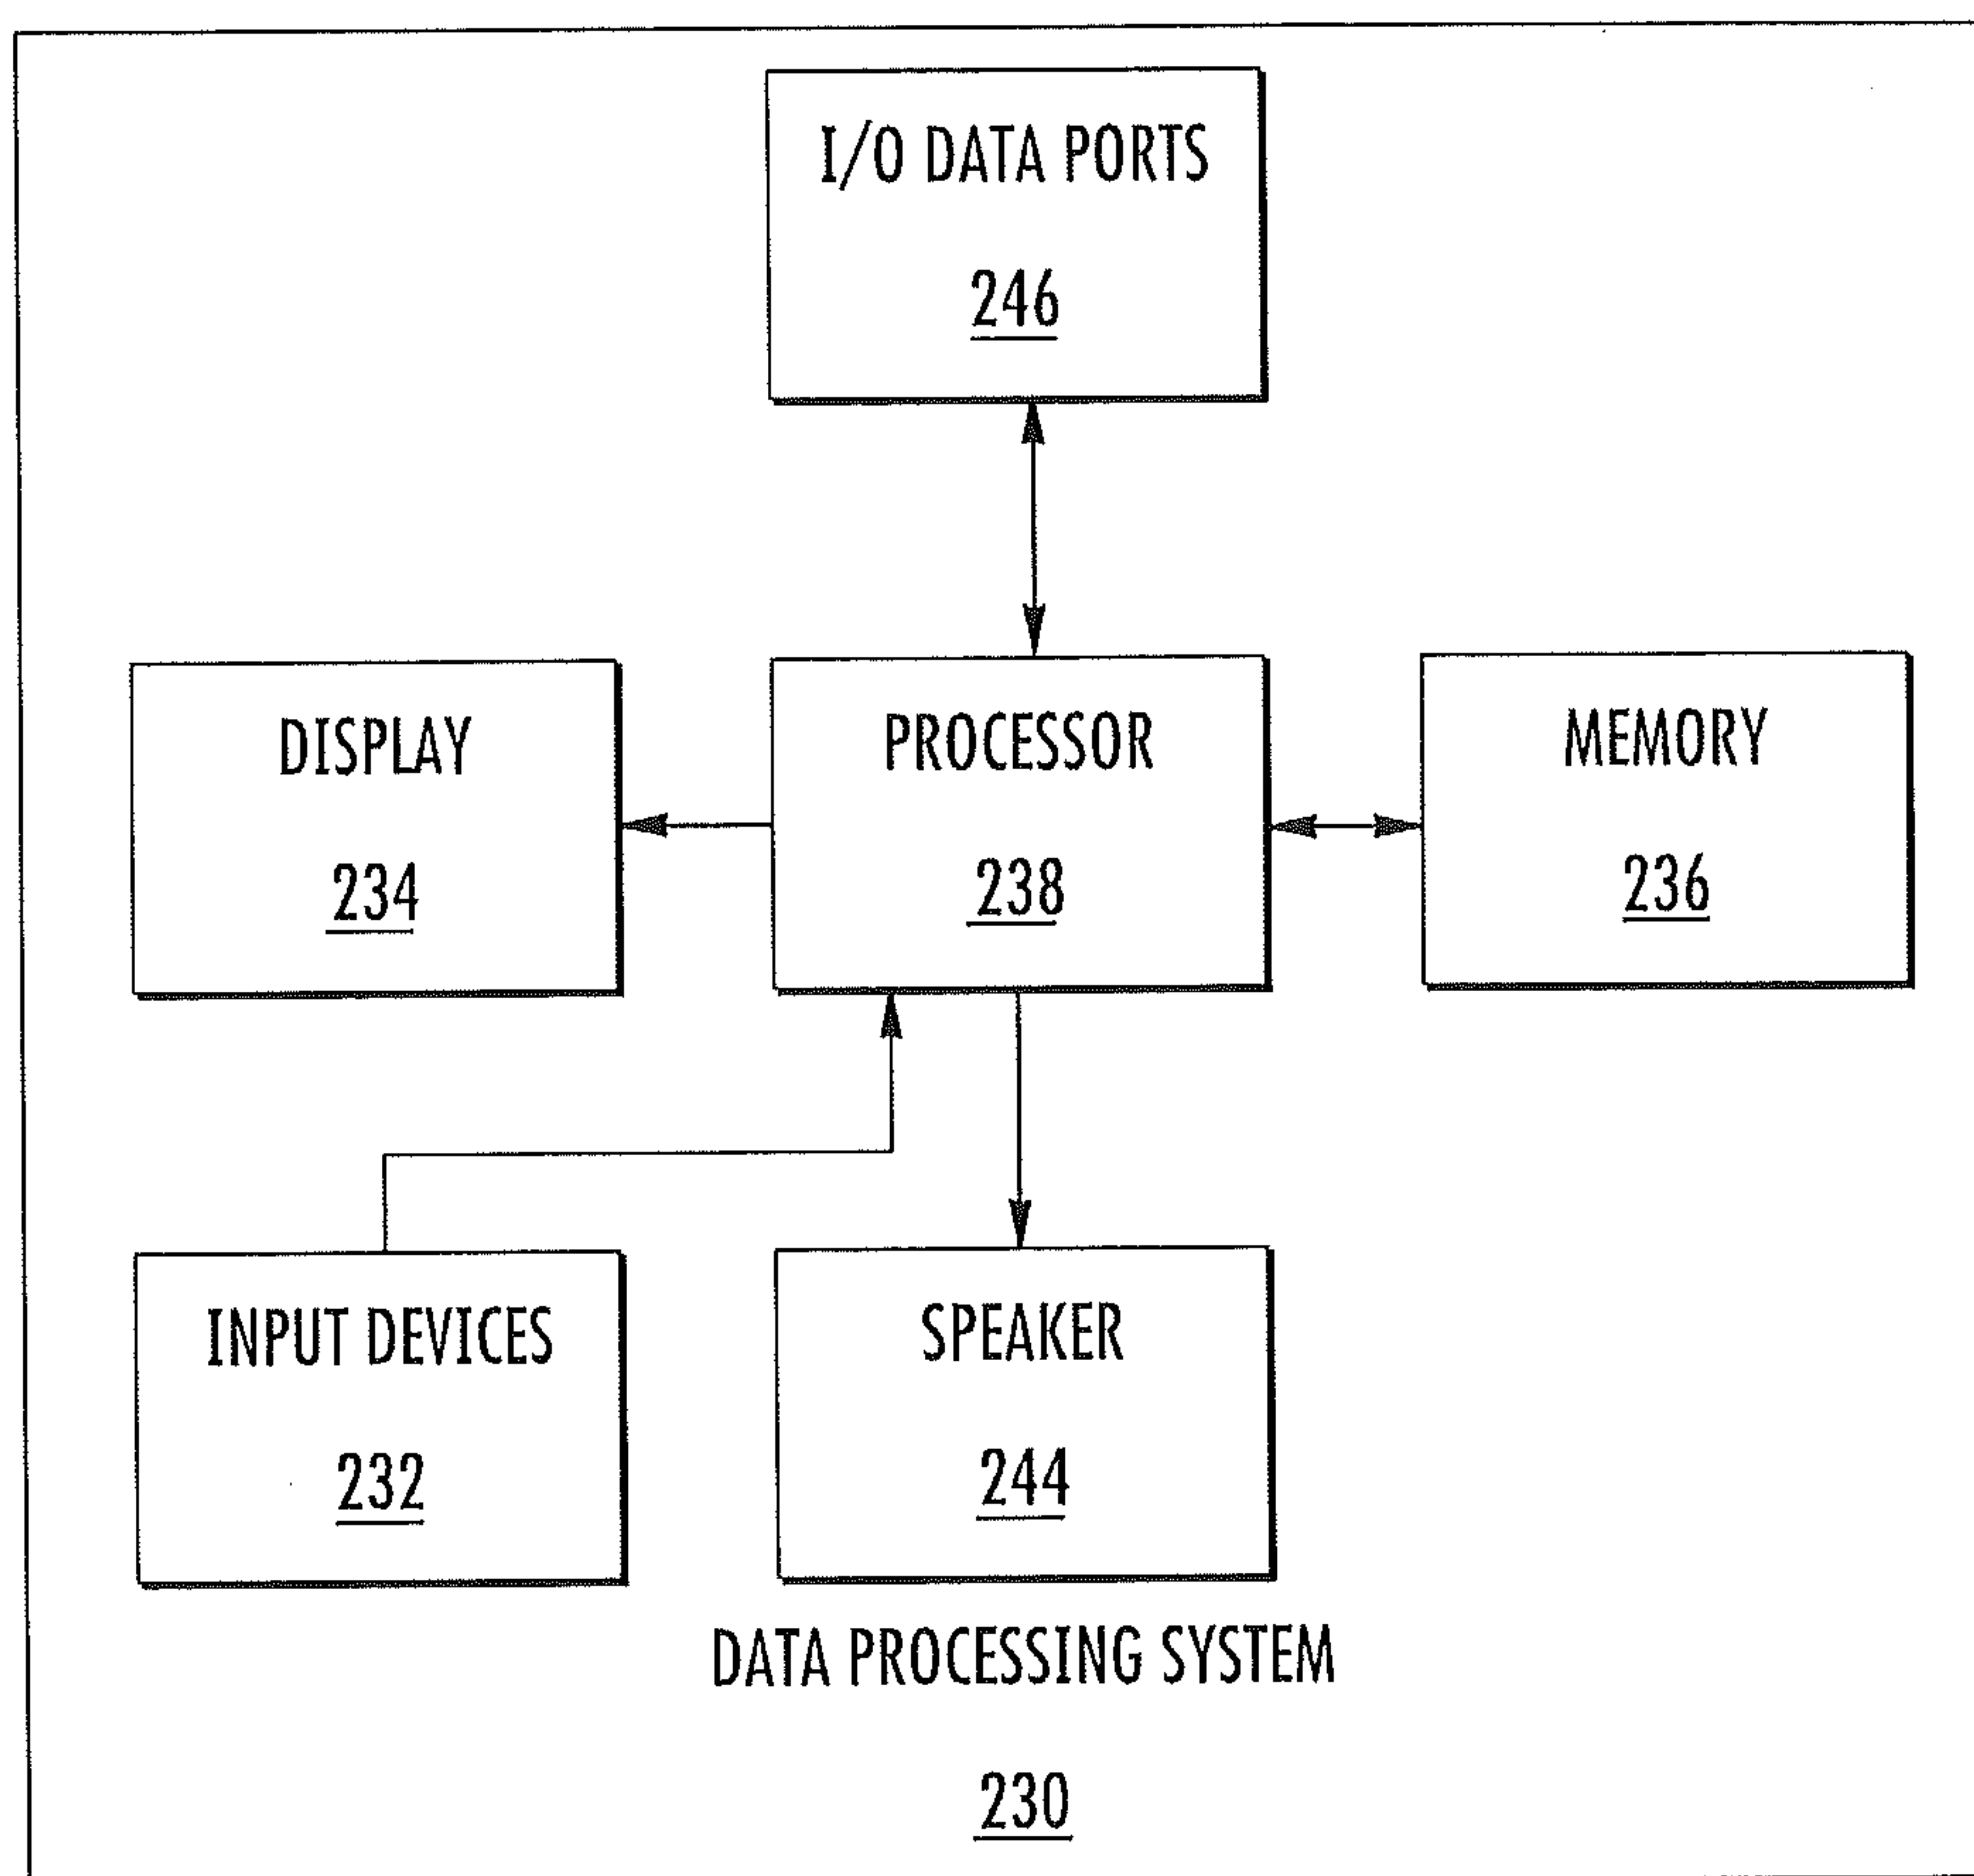 I/O DATA PORTS
246
DISPLAY
234
PROCESSOR
238
MEMORY
236
INPUT DEVICES
232
SPEAKER
244
DATA PROCESSING SYSTEM
230